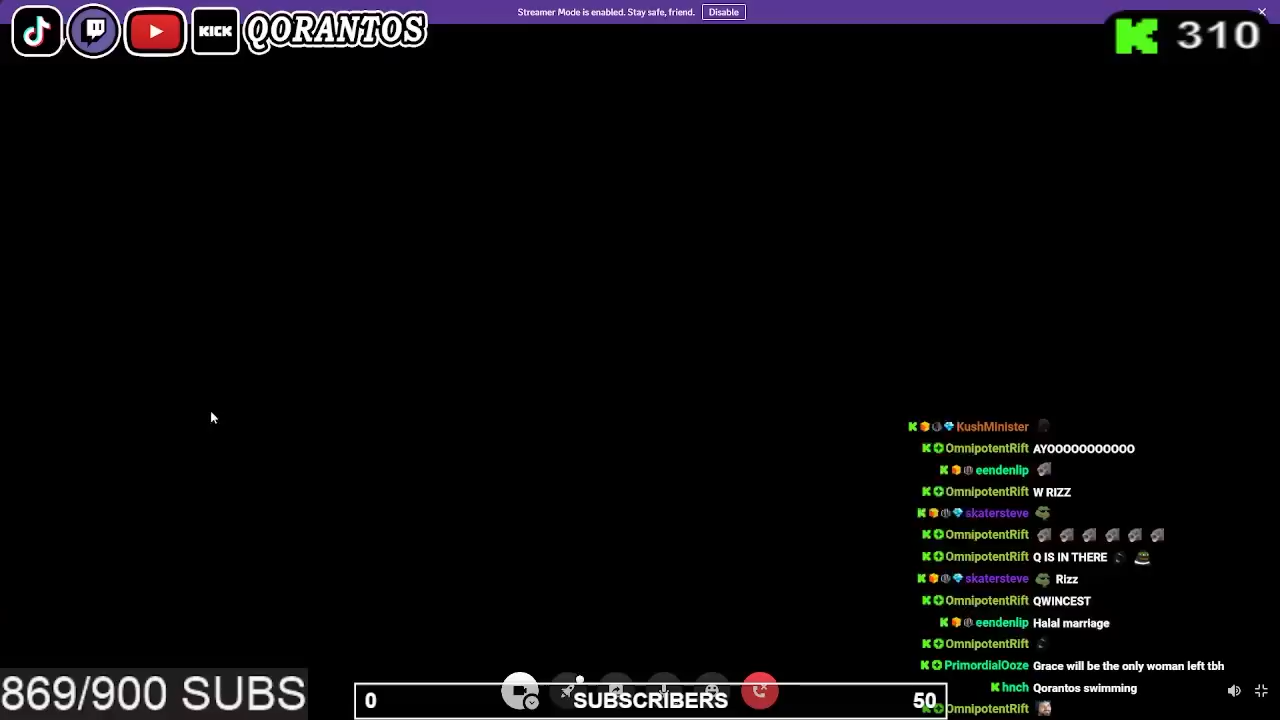 Streamer Mode is enabled. Stay safe, friend. Disable
KICK QORANTOS
K 310
KushMinister
OmnipotentRift AYOOOOOOOOOOO
eendenlip
OmnipotentRift W RIZZ
skatersteve
OmnipotentRift
OmnipotentRift Q IS IN THERE
skatersteve Rizz
OmnipotentRift QWINCEST
eendenlip Halal marriage
OmnipotentRift
PrimordialOoze Grace will be the only woman left tbh
hnch Qorantos swimming
OmnipotentRift
869/900 SUBS
0 SUBSCRIBERS 50